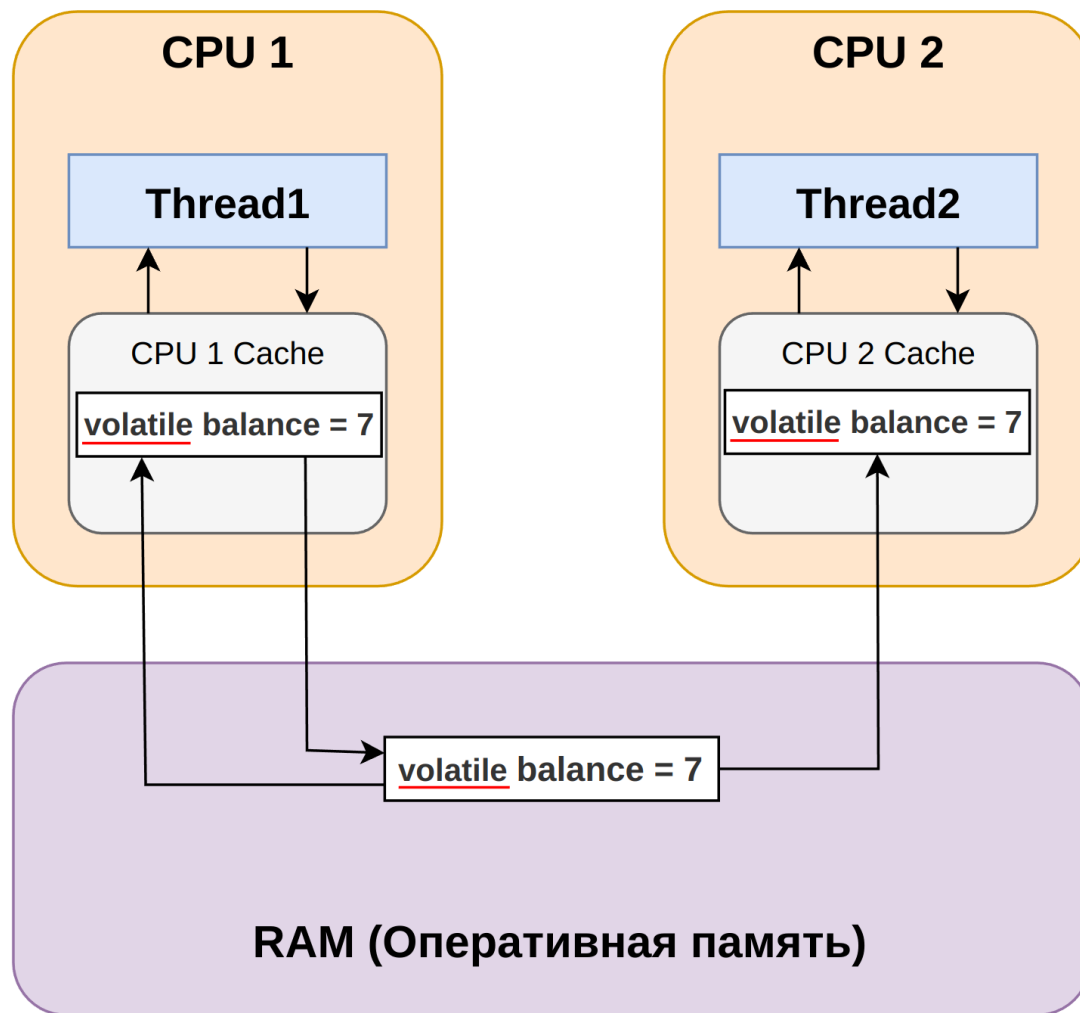 CPU 1
CPU 2
Thread1
Thread2
CPU 1 Cache
CPU 2 Cache
volatile balance = 7
volatile balance = 7
volatile balance = 7
RAM (Оперативная память)